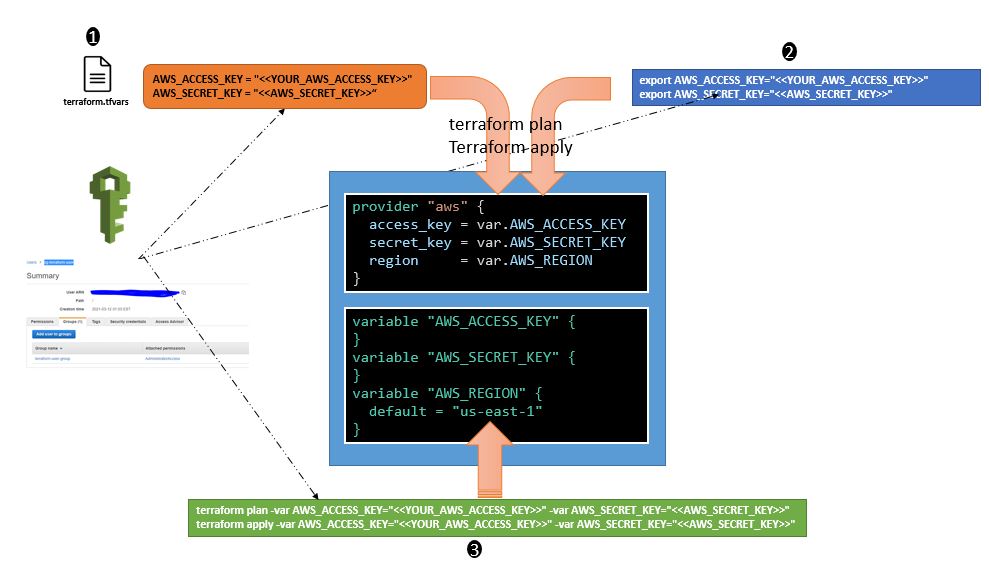 ❶
❷
terraform.tfvars
AWS_ACCESS_KEY = "<<YOUR_AWS_ACCESS_KEY>>"
AWS_SECRET_KEY = "<<AWS_SECRET_KEY>>“
export AWS_ACCESS_KEY="<<YOUR_AWS_ACCESS_KEY>>"
export AWS_SECRET_KEY="<<AWS_SECRET_KEY>>"
terraform plan
Terraform apply
provider "aws" {
access_key = var.AWS_ACCESS_KEY
secret_key = var.AWS_SECRET_KEY
region = var.AWS_REGION
}
variable "AWS_ACCESS_KEY" {
}
variable "AWS_SECRET_KEY" {
}
variable "AWS_REGION" {
default = "us-east-1"
}
Users
Summary
User ARN
Path /
Creation time 2021-03-12 01:03 EST
Permissions Groups (1) Tags Security credentials Access Advisor
Add user to groups
Group name Attached permissions
terraform-user-group AdministratorAccess
terraform plan -var AWS_ACCESS_KEY="<<YOUR_AWS_ACCESS_KEY>>" -var AWS_SECRET_KEY="<<AWS_SECRET_KEY>>"
terraform apply -var AWS_ACCESS_KEY="<<YOUR_AWS_ACCESS_KEY>>" -var AWS_SECRET_KEY="<<AWS_SECRET_KEY>>"
❸